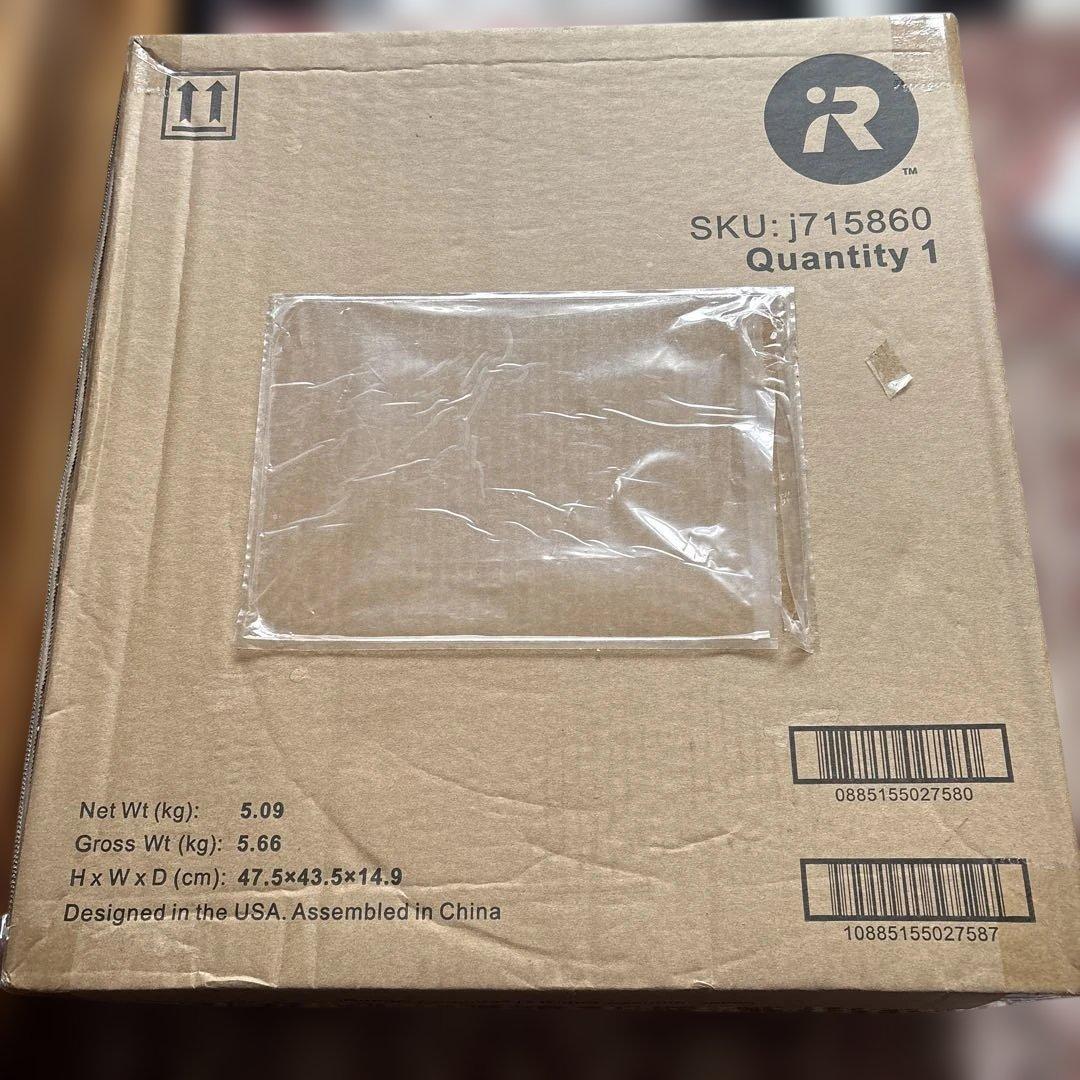 iR
TM
SKU: j715860
Quantity 1
0885155027580
10885155027587
Net Wt (kg): 5.09
Gross Wt (kg): 5.66
H x W x D (cm): 47.5×43.5×14.9
Designed in the USA. Assembled in China